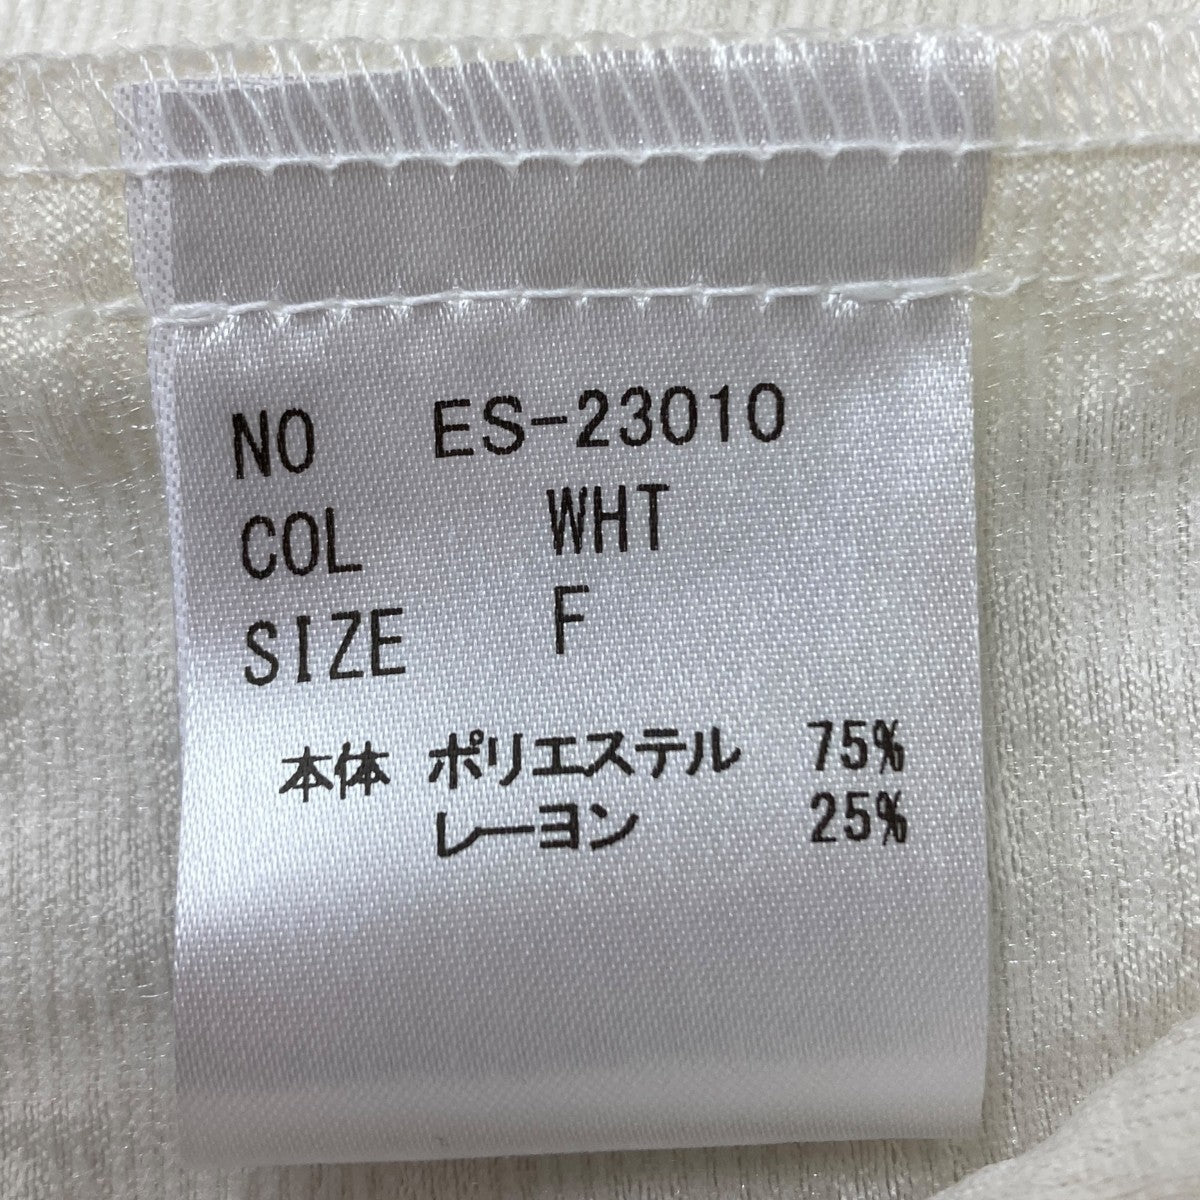 NO ES-23010
COL WHT
SIZE F
本体 ポリエステル 75%
レーヨン 25%